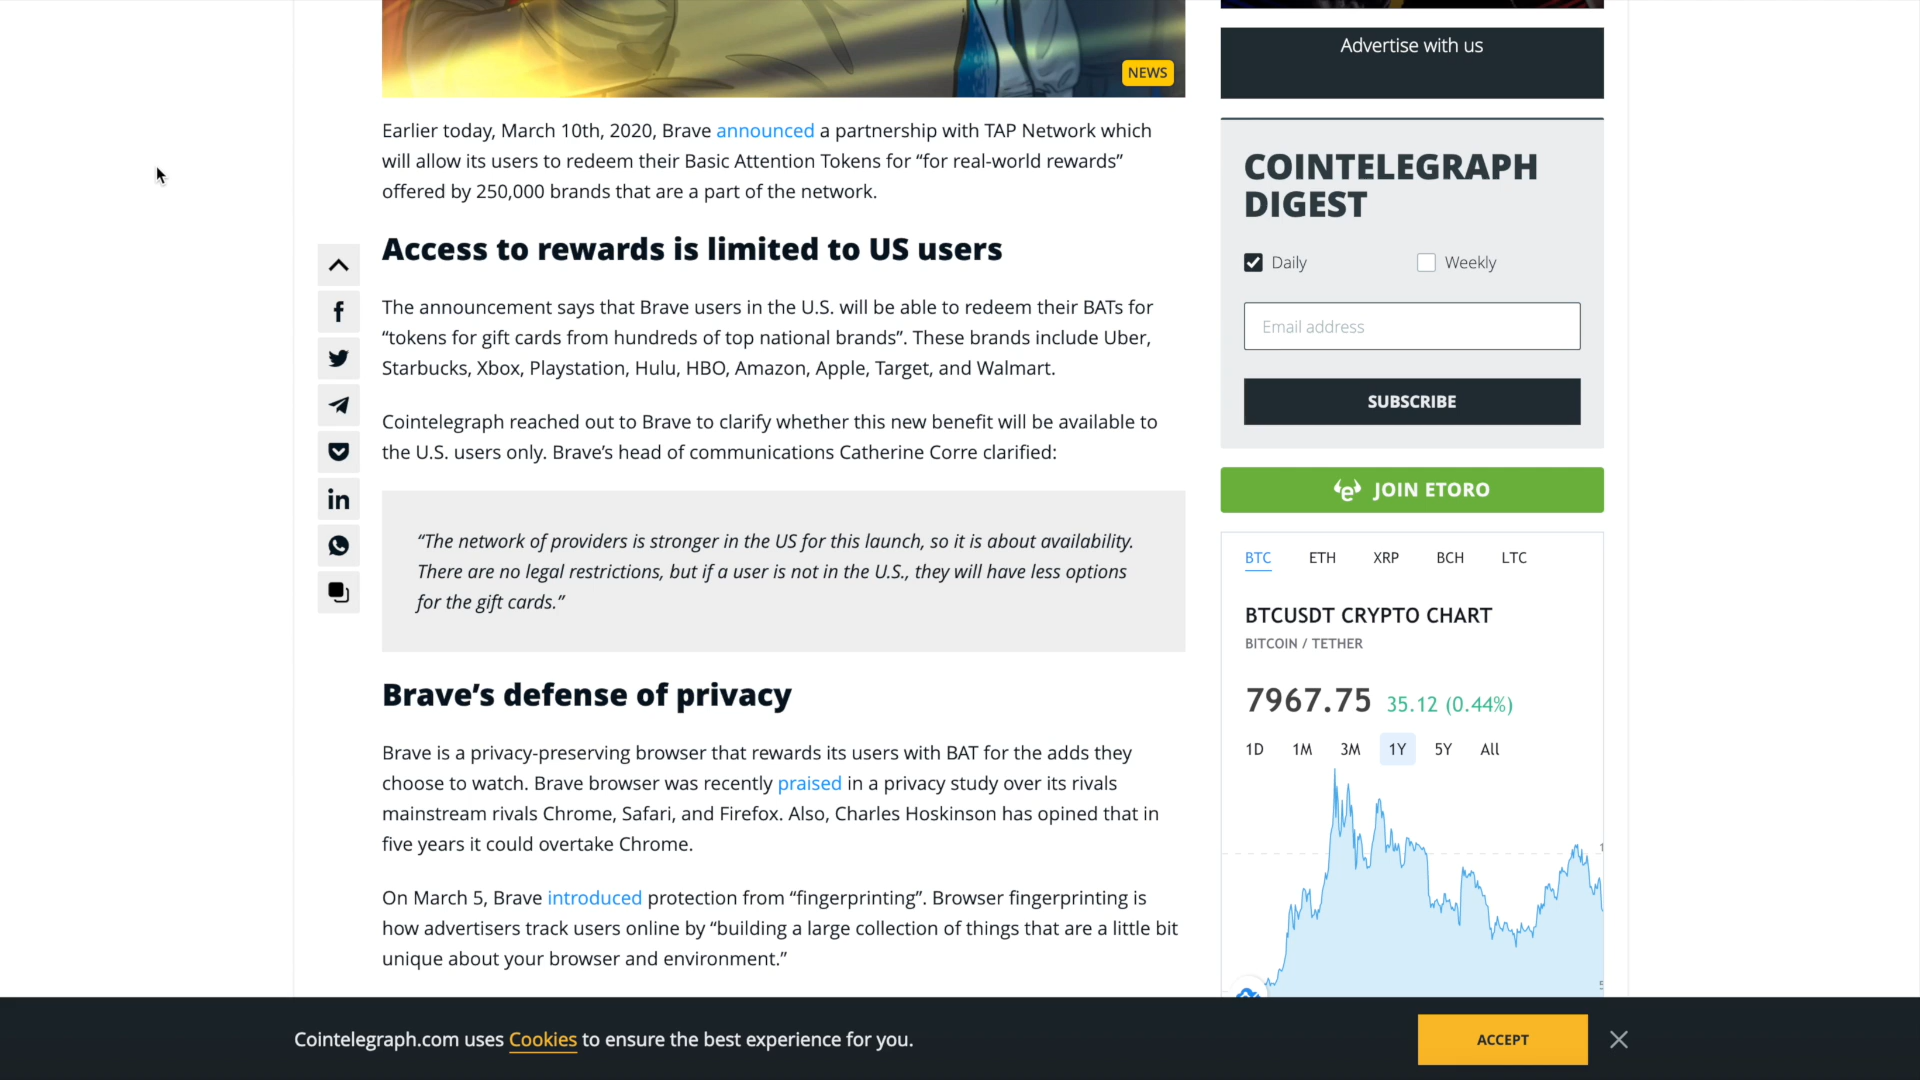 NEWS
Earlier today, March 10th, 2020, Brave announced a partnership with TAP Network which
will allow its users to redeem their Basic Attention Tokens for “for real-world rewards”
offered by 250,000 brands that are a part of the network.
Access to rewards is limited to US users
The announcement says that Brave users in the U.S. will be able to redeem their BATs for
“tokens for gift cards from hundreds of top national brands”. These brands include Uber,
Starbucks, Xbox, Playstation, Hulu, HBO, Amazon, Apple, Target, and Walmart.
Cointelegraph reached out to Brave to clarify whether this new benefit will be available to
the U.S. users only. Brave’s head of communications Catherine Corre clarified:
“The network of providers is stronger in the US for this launch, so it is about availability.
There are no legal restrictions, but if a user is not in the U.S., they will have less options
for the gift cards.”
Brave’s defense of privacy
Brave is a privacy-preserving browser that rewards its users with BAT for the adds they
choose to watch. Brave browser was recently praised in a privacy study over its rivals
mainstream rivals Chrome, Safari, and Firefox. Also, Charles Hoskinson has opined that in
five years it could overtake Chrome.
On March 5, Brave introduced protection from “fingerprinting”. Browser fingerprinting is
how advertisers track users online by “building a large collection of things that are a little bit
unique about your browser and environment.”
Advertise with us
COINTELEGRAPH
DIGEST
Daily Weekly
Email address
SUBSCRIBE
JOIN ETORO
BTC ETH XRP BCH LTC
BTCUSDT CRYPTO CHART
BITCOIN / TETHER
7967.75 35.12 (0.44%)
1D 1M 3M 1Y 5Y All
Cointelegraph.com uses Cookies to ensure the best experience for you.
ACCEPT